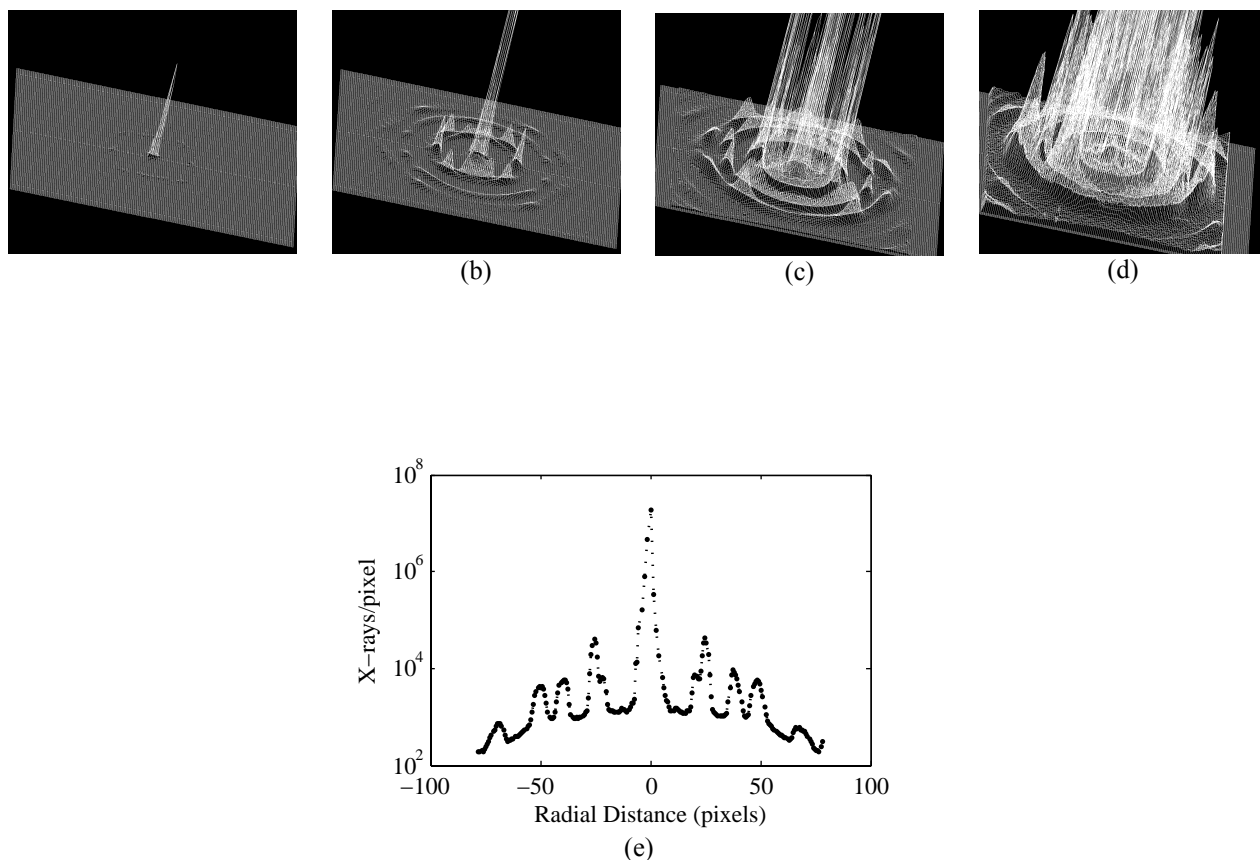 (b)
(c)
(d)
10^8
10^6
10^4
10^2
X–rays/pixel
–100
–50
0
50
100
Radial Distance (pixels)
(e)